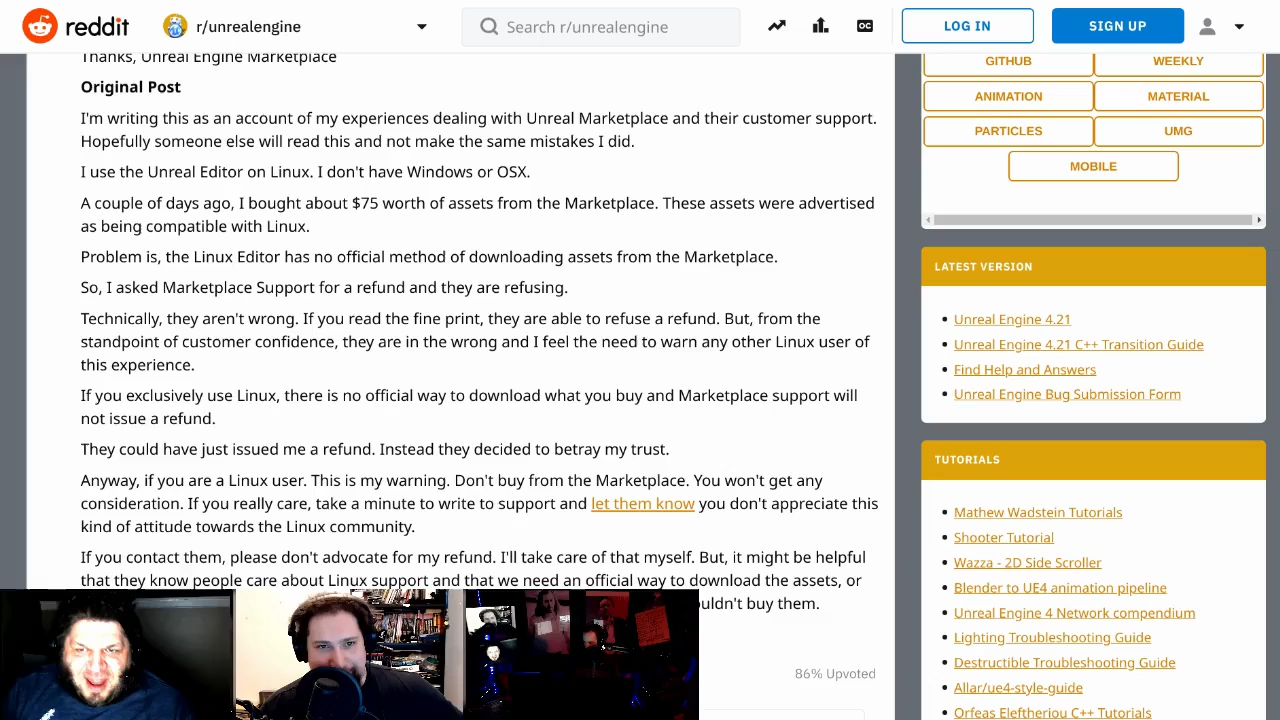 reddit
r/unrealengine
Search r/unrealengine
LOG IN
SIGN UP
Thanks, Unreal Engine Marketplace
Original Post
I'm writing this as an account of my experiences dealing with Unreal Marketplace and their customer support.
Hopefully someone else will read this and not make the same mistakes I did.
I use the Unreal Editor on Linux. I don't have Windows or OSX.
A couple of days ago, I bought about $75 worth of assets from the Marketplace. These assets were advertised
as being compatible with Linux.
Problem is, the Linux Editor has no official method of downloading assets from the Marketplace.
So, I asked Marketplace Support for a refund and they are refusing.
Technically, they aren't wrong. If you read the fine print, they are able to refuse a refund. But, from the
standpoint of customer confidence, they are in the wrong and I feel the need to warn any other Linux user of
this experience.
If you exclusively use Linux, there is no official way to download what you buy and Marketplace support will
not issue a refund.
They could have just issued me a refund. Instead they decided to betray my trust.
Anyway, if you are a Linux user. This is my warning. Don't buy from the Marketplace. You won't get any
consideration. If you really care, take a minute to write to support and let them know you don't appreciate this
kind of attitude towards the Linux community.
If you contact them, please don't advocate for my refund. I'll take care of that myself. But, it might be helpful
that they know people care about Linux support and that we need an official way to download the assets, or
buy them.
86% Upvoted
GITHUB
WEEKLY
ANIMATION
MATERIAL
PARTICLES
UMG
MOBILE
LATEST VERSION
Unreal Engine 4.21
Unreal Engine 4.21 C++ Transition Guide
Find Help and Answers
Unreal Engine Bug Submission Form
TUTORIALS
Mathew Wadstein Tutorials
Shooter Tutorial
Wazza - 2D Side Scroller
Blender to UE4 animation pipeline
Unreal Engine 4 Network compendium
Lighting Troubleshooting Guide
Destructible Troubleshooting Guide
Allar/ue4-style-guide
Orfeas Eleftheriou C++ Tutorials